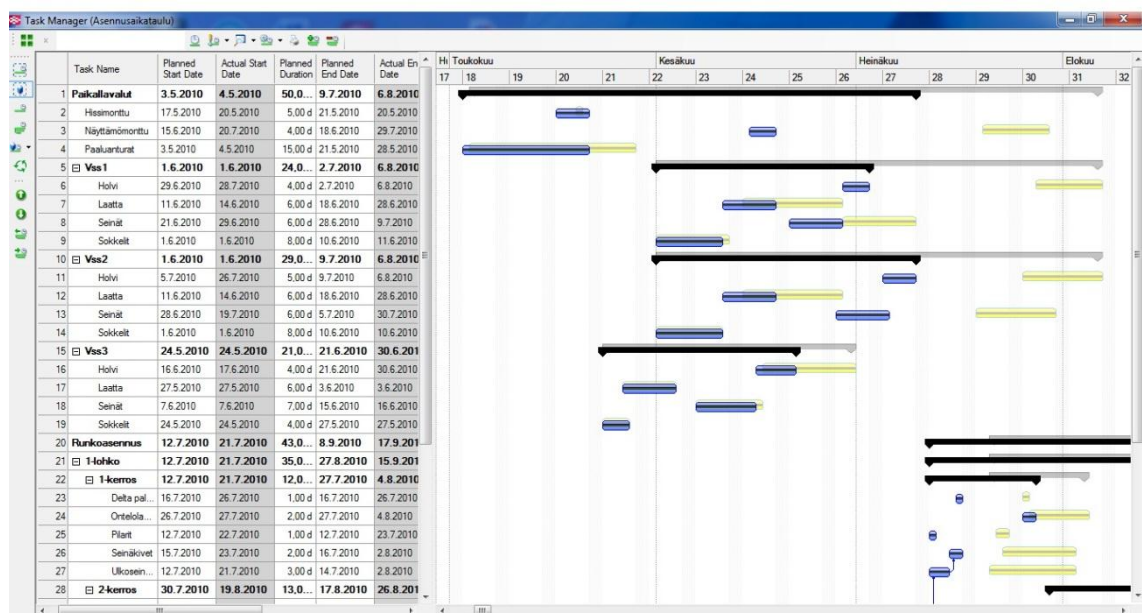 Task Manager (Asennusaikataulu)
Task Name Planned Start Date Actual Start Date Planned Duration Planned End Date Actual En Date
Toukokuu Kesäkuu Heinäkuu Elokuu
17 18 19 20 21 22 23 24 25 26 27 28 29 30 31 32
1 Paikallavalut 3.5.2010 4.5.2010 50,0... 9.7.2010 6.8.2010
2 Hissimonttu 17.5.2010 20.5.2010 5,00 d 21.5.2010 20.5.2010
3 Näyttämömonttu 15.6.2010 20.7.2010 4,00 d 18.6.2010 29.7.2010
4 Paaluanturat 3.5.2010 4.5.2010 15,00 d 21.5.2010 28.5.2010
5 Vss1 1.6.2010 1.6.2010 24,0... 2.7.2010 6.8.2010
6 Holvi 29.6.2010 28.7.2010 4,00 d 2.7.2010 6.8.2010
7 Laatta 11.6.2010 14.6.2010 6,00 d 18.6.2010 28.6.2010
8 Seinät 21.6.2010 29.6.2010 6,00 d 28.6.2010 9.7.2010
9 Sokkelit 1.6.2010 1.6.2010 8,00 d 10.6.2010 11.6.2010
10 Vss2 1.6.2010 1.6.2010 29,0... 9.7.2010 6.8.2010
11 Holvi 5.7.2010 26.7.2010 5,00 d 9.7.2010 6.8.2010
12 Laatta 11.6.2010 14.6.2010 6,00 d 18.6.2010 28.6.2010
13 Seinät 28.6.2010 19.7.2010 6,00 d 5.7.2010 30.7.2010
14 Sokkelit 1.6.2010 1.6.2010 8,00 d 10.6.2010 10.6.2010
15 Vss3 24.5.2010 24.5.2010 21,0... 21.6.2010 30.6.201
16 Holvi 16.6.2010 17.6.2010 4,00 d 21.6.2010 30.6.2010
17 Laatta 27.5.2010 27.5.2010 6,00 d 3.6.2010 3.6.2010
18 Seinät 7.6.2010 7.6.2010 7,00 d 15.6.2010 16.6.2010
19 Sokkelit 24.5.2010 24.5.2010 4,00 d 27.5.2010 27.5.2010
20 Runkoasennus 12.7.2010 21.7.2010 43,0... 8.9.2010 17.9.201
21 1-lohko 12.7.2010 21.7.2010 35,0... 27.8.2010 15.9.201
22 1-kerros 12.7.2010 21.7.2010 12,0... 27.7.2010 4.8.2010
23 Delta pal... 16.7.2010 26.7.2010 1,00 d 16.7.2010 26.7.2010
24 Ontelola... 26.7.2010 27.7.2010 2,00 d 27.7.2010 4.8.2010
25 Pilarit 12.7.2010 22.7.2010 1,00 d 12.7.2010 23.7.2010
26 Seinäkivet 15.7.2010 23.7.2010 2,00 d 16.7.2010 2.8.2010
27 Ulkosein... 12.7.2010 21.7.2010 3,00 d 14.7.2010 2.8.2010
28 2-kerros 30.7.2010 19.8.2010 13,0... 17.8.2010 26.8.201